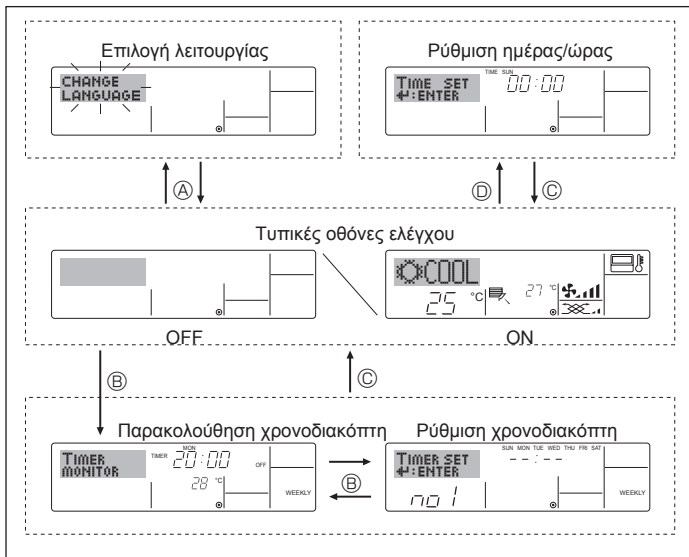 Επιλογή λειτουργίας
CHANGE
LANGUAGE
Ρύθμιση ημέρας/ώρας
TIME SUN
TIME SET 00:00
↵:ENTER
Ⓐ
Ⓓ Ⓒ
Τυπικές οθόνες ελέγχου
COOL
25 °C 27 °C
OFF ON
Ⓑ Ⓒ
Παρακολούθηση χρονοδιακόπτη
MON
TIMER 20:00 OFF
TIMER
MONITOR
28 °C
WEEKLY
Ⓑ
Ρύθμιση χρονοδιακόπτη
SUN MON TUE WED THU FRI SAT
TIMER SET --:--
↵:ENTER
no 1
WEEKLY